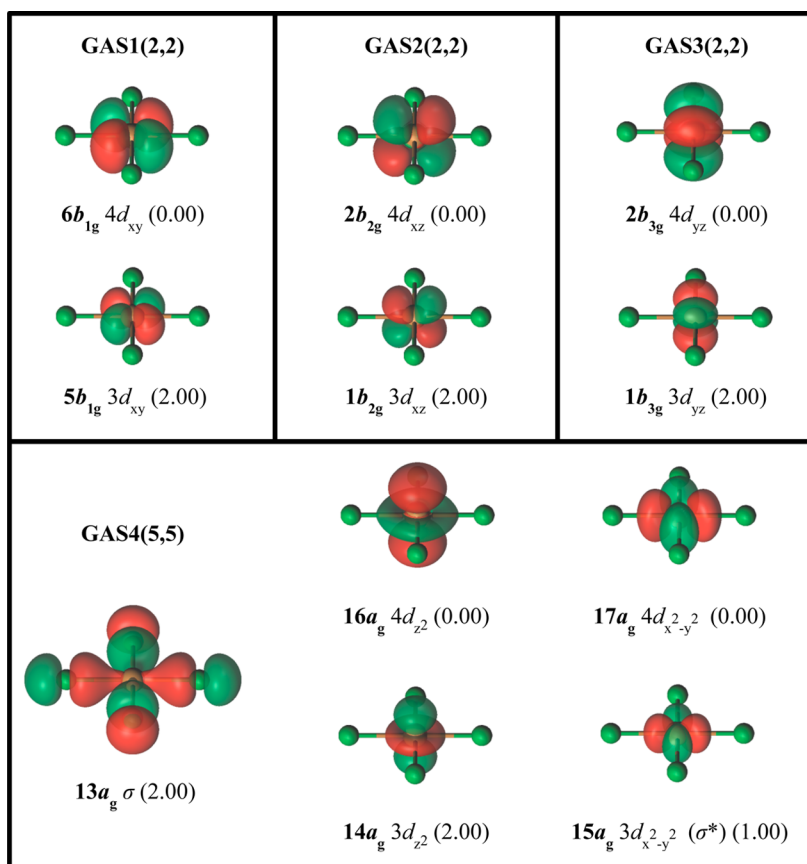 GAS1(2,2)
GAS2(2,2)
GAS3(2,2)
6b1g 4dxy (0.00)
2b2g 4dxz (0.00)
2b3g 4dyz (0.00)
5b1g 3dxy (2.00)
1b2g 3dxz (2.00)
1b3g 3dyz (2.00)
GAS4(5,5)
16ag 4dz2 (0.00)
17ag 4dx2-y2 (0.00)
13ag σ (2.00)
14ag 3dz2 (2.00)
15ag 3dx2-y2 (σ*) (1.00)